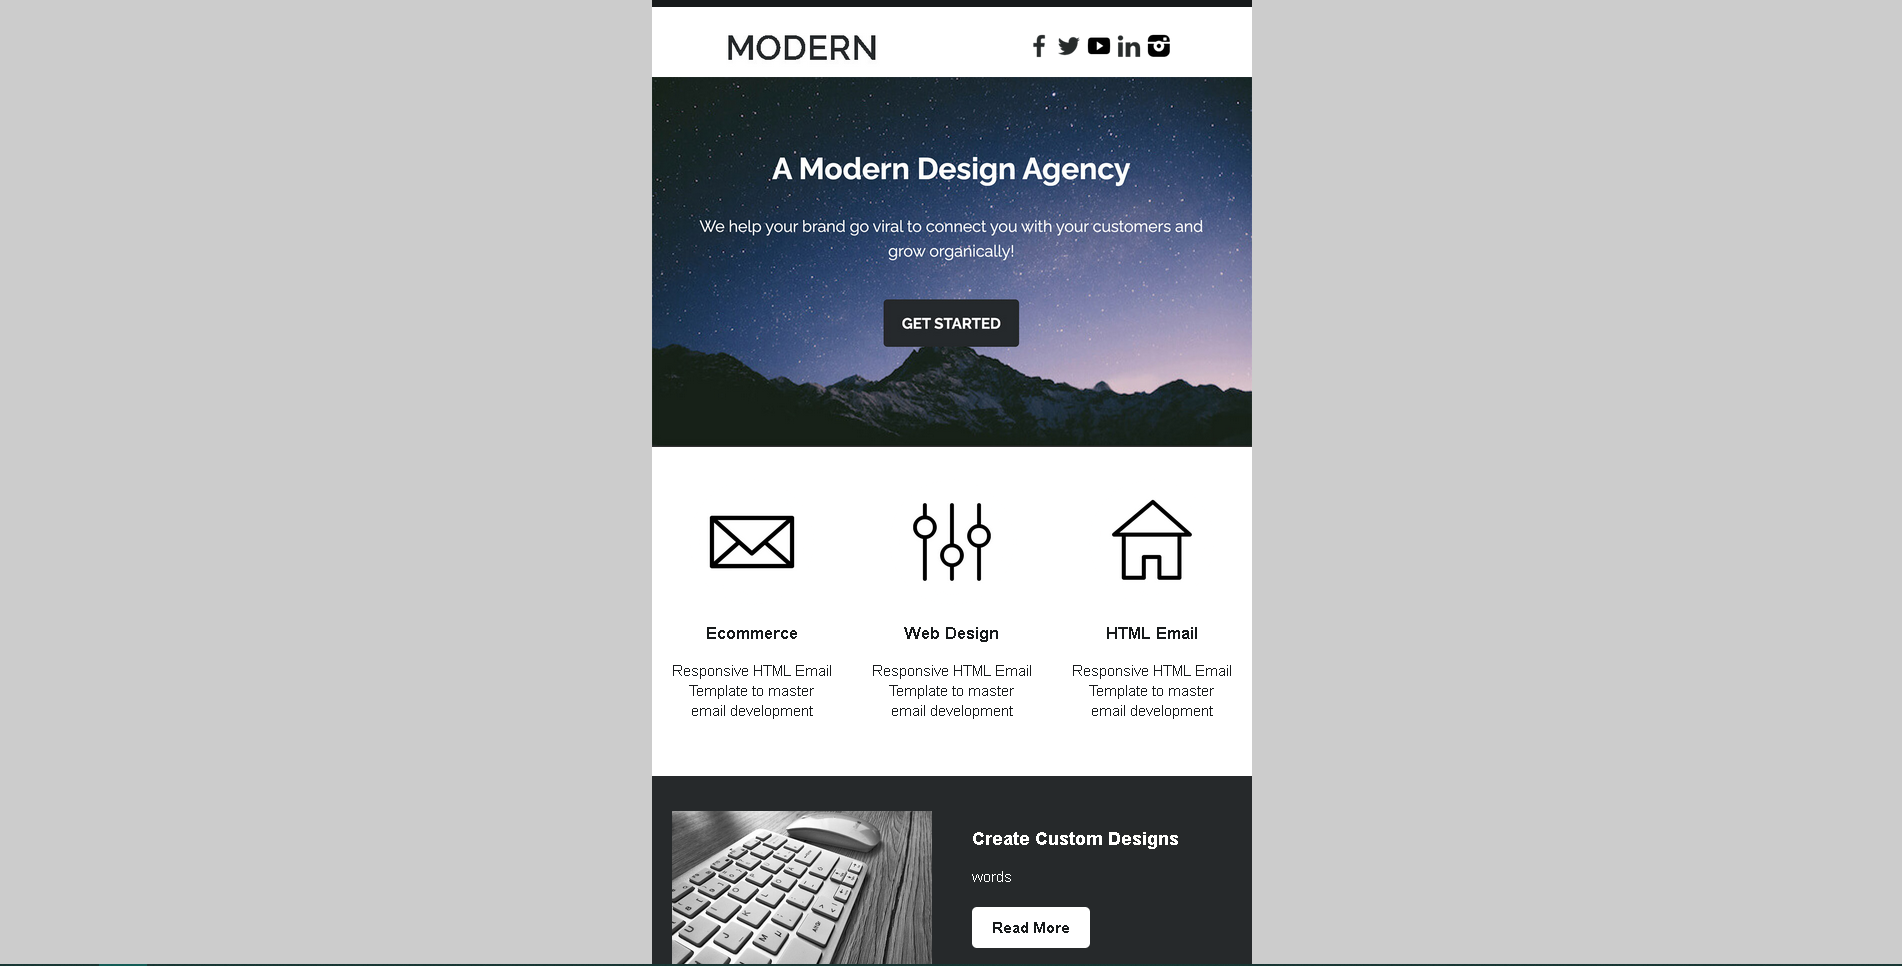 MODERN
A Modern Design Agency
We help your brand go viral to connect you with your customers and
grow organically!
GET STARTED
Ecommerce
Responsive HTML Email
Template to master
email development
Web Design
Responsive HTML Email
Template to master
email development
HTML Email
Responsive HTML Email
Template to master
email development
Create Custom Designs
words
Read More